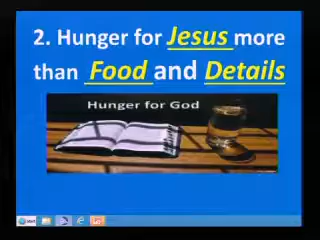 2. Hunger for Jesus more
than Food and Details
Hunger for God